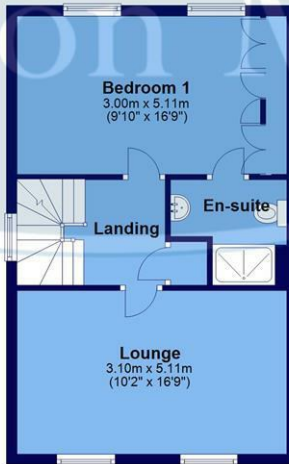 on M
Bedroom 1
3.00m x 5.11m
(9'10" x 16'9")
En-suite
Landing
Lounge
3.10m x 5.11m
(10'2" x 16'9")